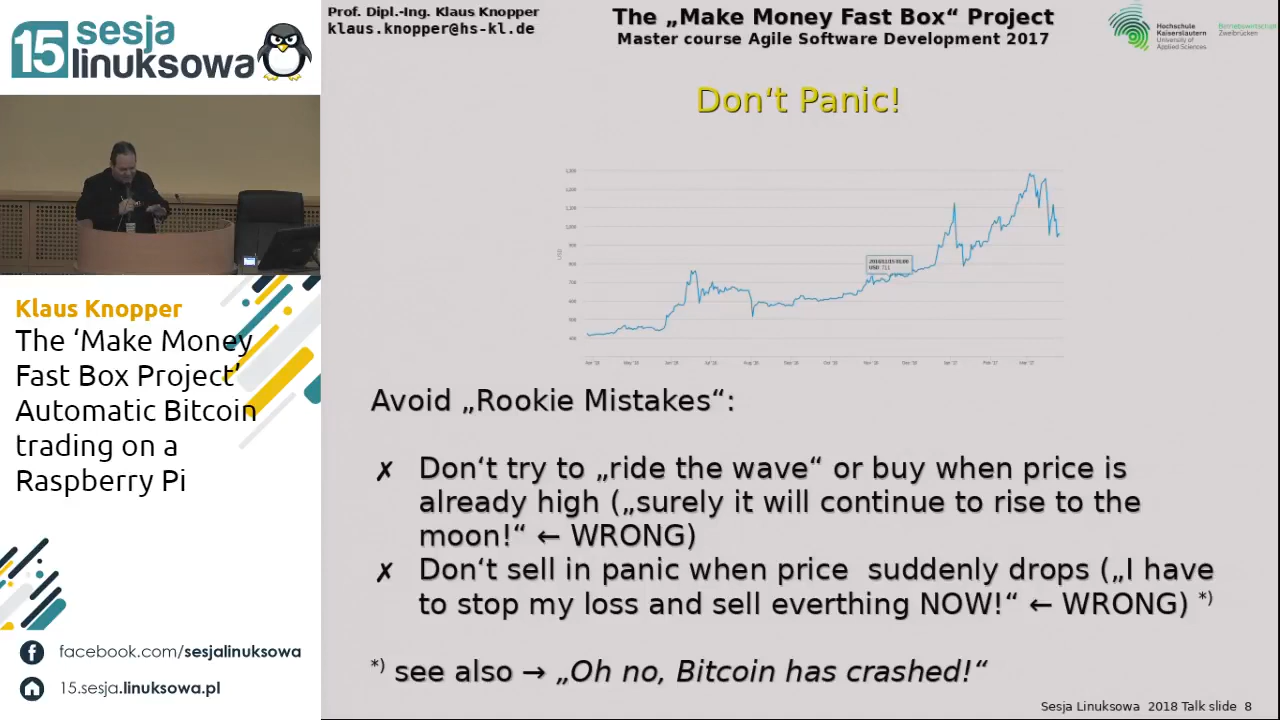 15 sesja
linuksowa
Klaus Knopper
The ‘Make Money
Fast Box Project’
Automatic Bitcoin
trading on a
Raspberry Pi
facebook.com/sesjalinuksowa
15.sesja.linuksowa.pl
Prof. Dipl.-Ing. Klaus Knopper
klaus.knopper@hs-kl.de
The „Make Money Fast Box“ Project
Master course Agile Software Development 2017
Hochschule
Kaiserslautern
University of
Applied Sciences
Betriebswirtschaft
Zweibrücken
Don‘t Panic!
Avoid „Rookie Mistakes“:
✗ Don‘t try to „ride the wave“ or buy when price is
already high („surely it will continue to rise to the
moon!“ ← WRONG)
✗ Don‘t sell in panic when price  suddenly drops („I have
to stop my loss and sell everthing NOW!“ ← WRONG) *)
*) see also → „Oh no, Bitcoin has crashed!“
Sesja Linuksowa  2018 Talk slide  8